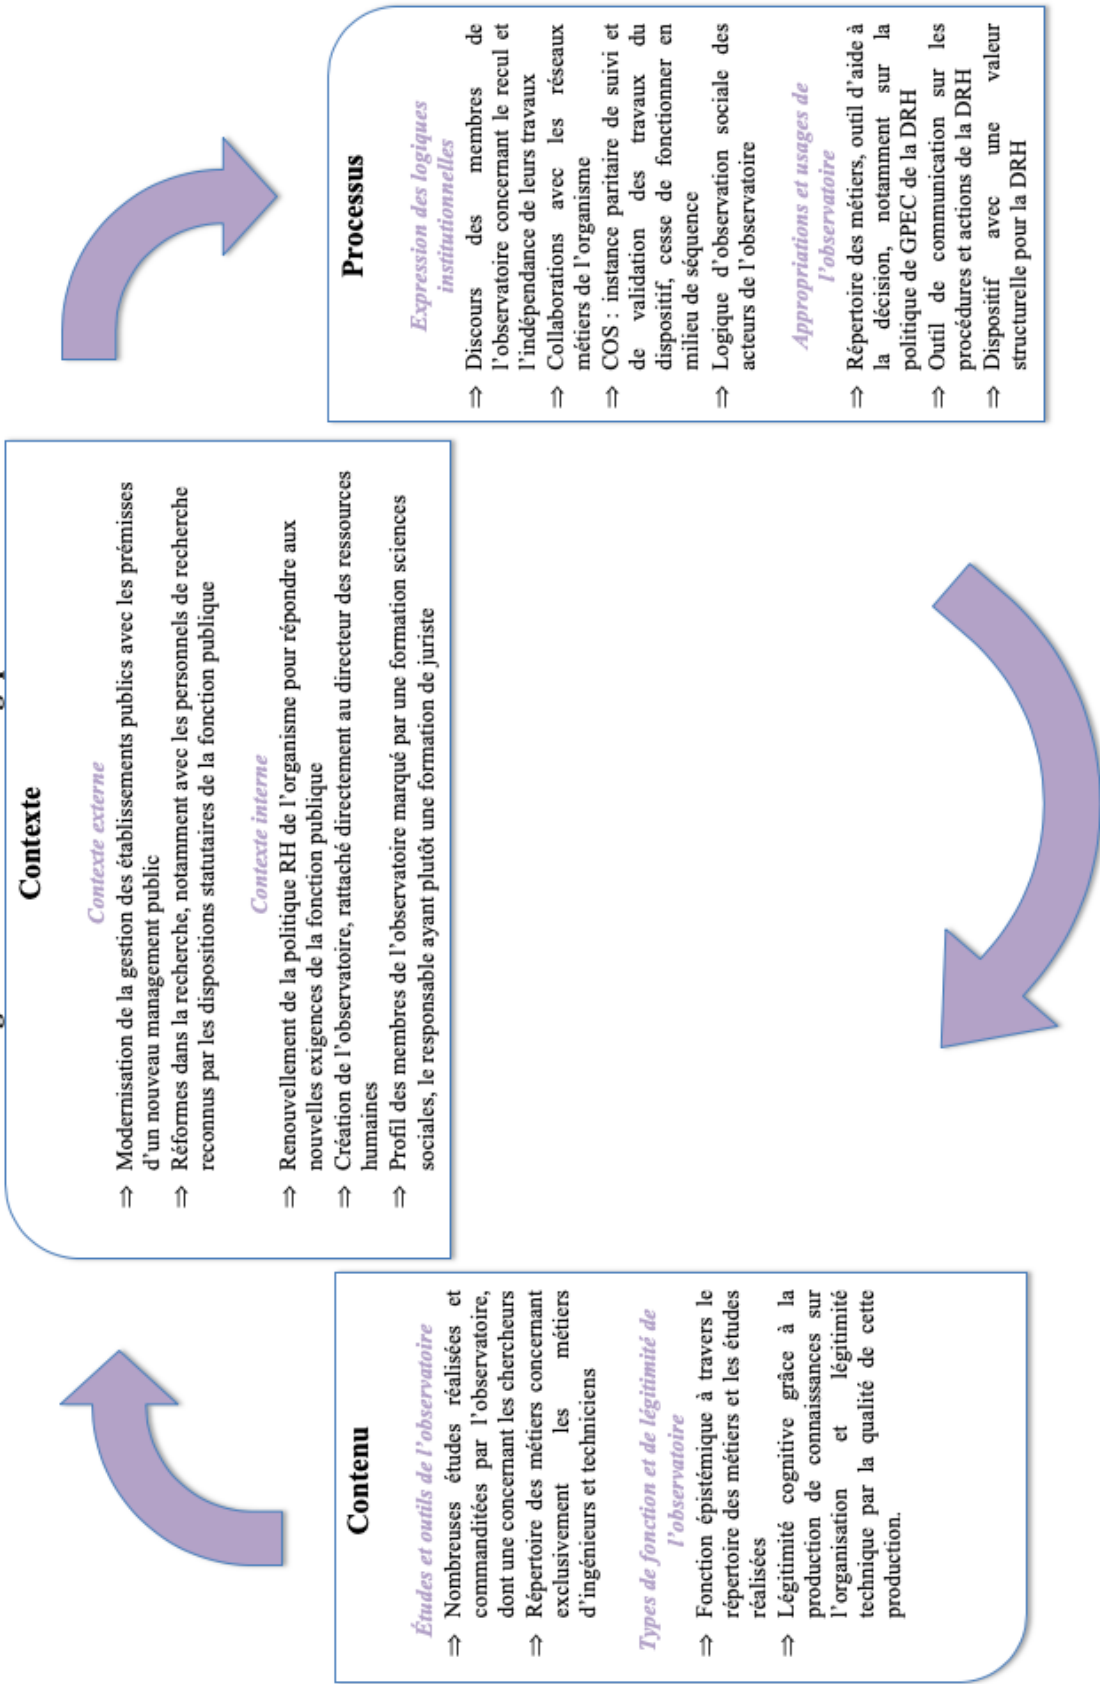 Contexte
Contexte externe
⇒ Modernisation de la gestion des établissements publics avec les prémisses
d'un nouveau management public
⇒ Réformes dans la recherche, notamment avec les personnels de recherche
reconnus par les dispositions statutaires de la fonction publique
Contexte interne
⇒ Renouvellement de la politique RH de l'organisme pour répondre aux
nouvelles exigences de la fonction publique
⇒ Création de l'observatoire, rattaché directement au directeur des ressources
humaines
⇒ Profil des membres de l'observatoire marqué par une formation sciences
sociales, le responsable ayant plutôt une formation de juriste
Processus
Expression des logiques
institutionnelles
⇒ Discours des membres de
l'observatoire concernant le recul et
l'indépendance de leurs travaux
⇒ Collaborations avec les réseaux
métiers de l'organisme
⇒ COS : instance paritaire de suivi et
de validation des travaux du
dispositif, cesse de fonctionner en
milieu de séquence
⇒ Logique d'observation sociale des
acteurs de l'observatoire
Appropriations et usages de
l'observatoire
⇒ Répertoire des métiers, outil d'aide à
la décision, notamment sur la
politique de GPEC de la DRH
⇒ Outil de communication sur les
procédures et actions de la DRH
⇒ Dispositif avec une valeur
structurelle pour la DRH
Contenu
Études et outils de l'observatoire
⇒ Nombreuses études réalisées et
commanditées par l'observatoire,
dont une concernant les chercheurs
⇒ Répertoire des métiers concernant
exclusivement les métiers
d'ingénieurs et techniciens
Types de fonction et de légitimité de
l'observatoire
⇒ Fonction épistémique à travers le
répertoire des métiers et les études
réalisées
⇒ Légitimité cognitive grâce à la
production de connaissances sur
l'organisation et légitimité
technique par la qualité de cette
production.